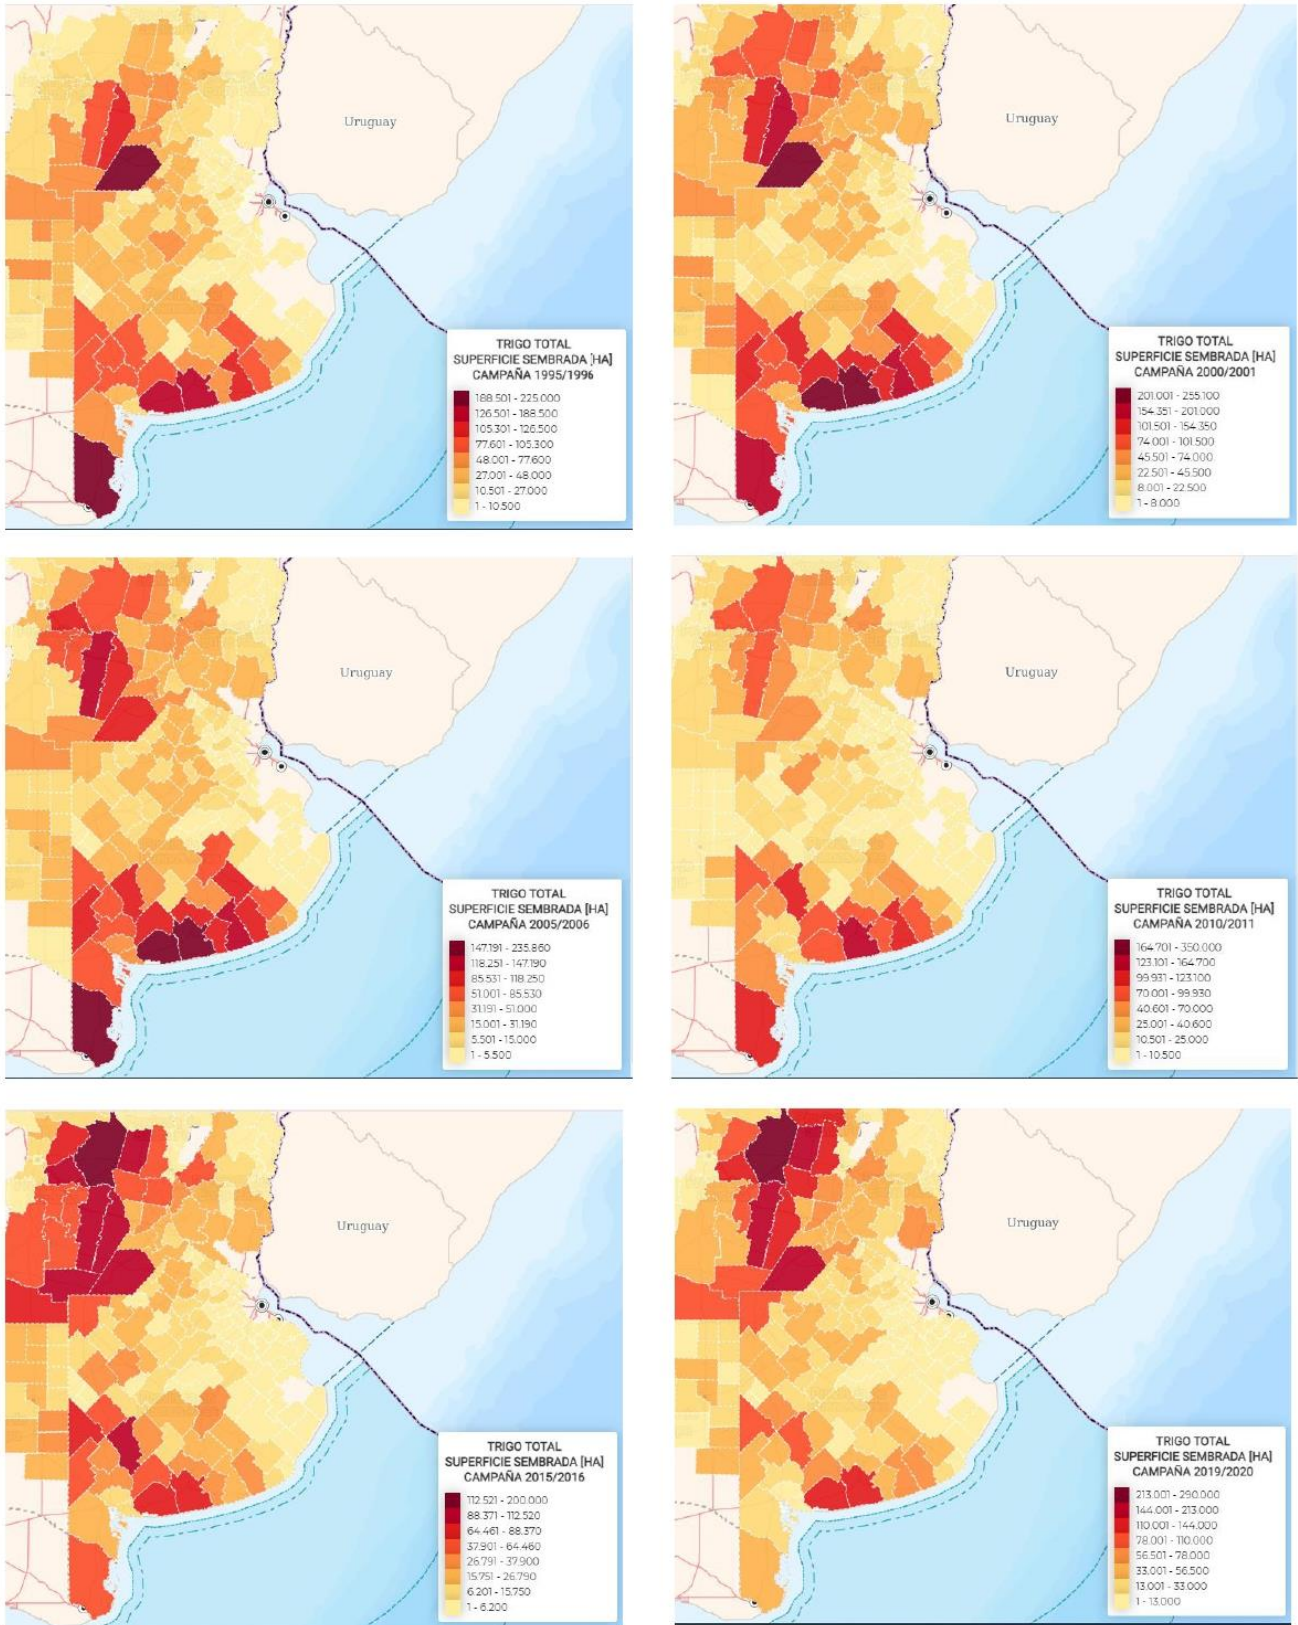 Uruguay
TRIGO TOTAL
SUPERFICIE SEMBRADA [HA]
CAMPAÑA 1995/1996
188.501 - 225.000
126.501 - 188.500
105.301 - 126.500
77.601 - 105.300
48.001 - 77.600
27.001 - 48.000
10.501 - 27.000
1 - 10.500
Uruguay
TRIGO TOTAL
SUPERFICIE SEMBRADA [HA]
CAMPAÑA 2000/2001
201.001 - 255.100
154.351 - 201.000
101.501 - 154.350
74.001 - 101.500
45.501 - 74.000
22.501 - 45.500
8.001 - 22.500
1 - 8.000
Uruguay
TRIGO TOTAL
SUPERFICIE SEMBRADA [HA]
CAMPAÑA 2005/2006
147.191 - 235.860
118.251 - 147.190
85.531 - 118.250
51.001 - 85.530
31.191 - 51.000
15.001 - 31.190
5.501 - 15.000
1 - 5.500
Uruguay
TRIGO TOTAL
SUPERFICIE SEMBRADA [HA]
CAMPAÑA 2010/2011
164.701 - 350.000
123.101 - 164.700
99.931 - 123.100
70.001 - 99.930
40.601 - 70.000
25.001 - 40.600
10.501 - 25.000
1 - 10.500
Uruguay
TRIGO TOTAL
SUPERFICIE SEMBRADA [HA]
CAMPAÑA 2015/2016
112.521 - 200.000
88.371 - 112.520
64.461 - 88.370
37.901 - 64.460
26.791 - 37.900
15.751 - 26.790
6.201 - 15.750
1 - 6.200
Uruguay
TRIGO TOTAL
SUPERFICIE SEMBRADA [HA]
CAMPAÑA 2019/2020
213.001 - 290.000
144.001 - 213.000
110.001 - 144.000
78.001 - 110.000
56.501 - 78.000
33.001 - 56.500
13.001 - 33.000
1 - 13.000